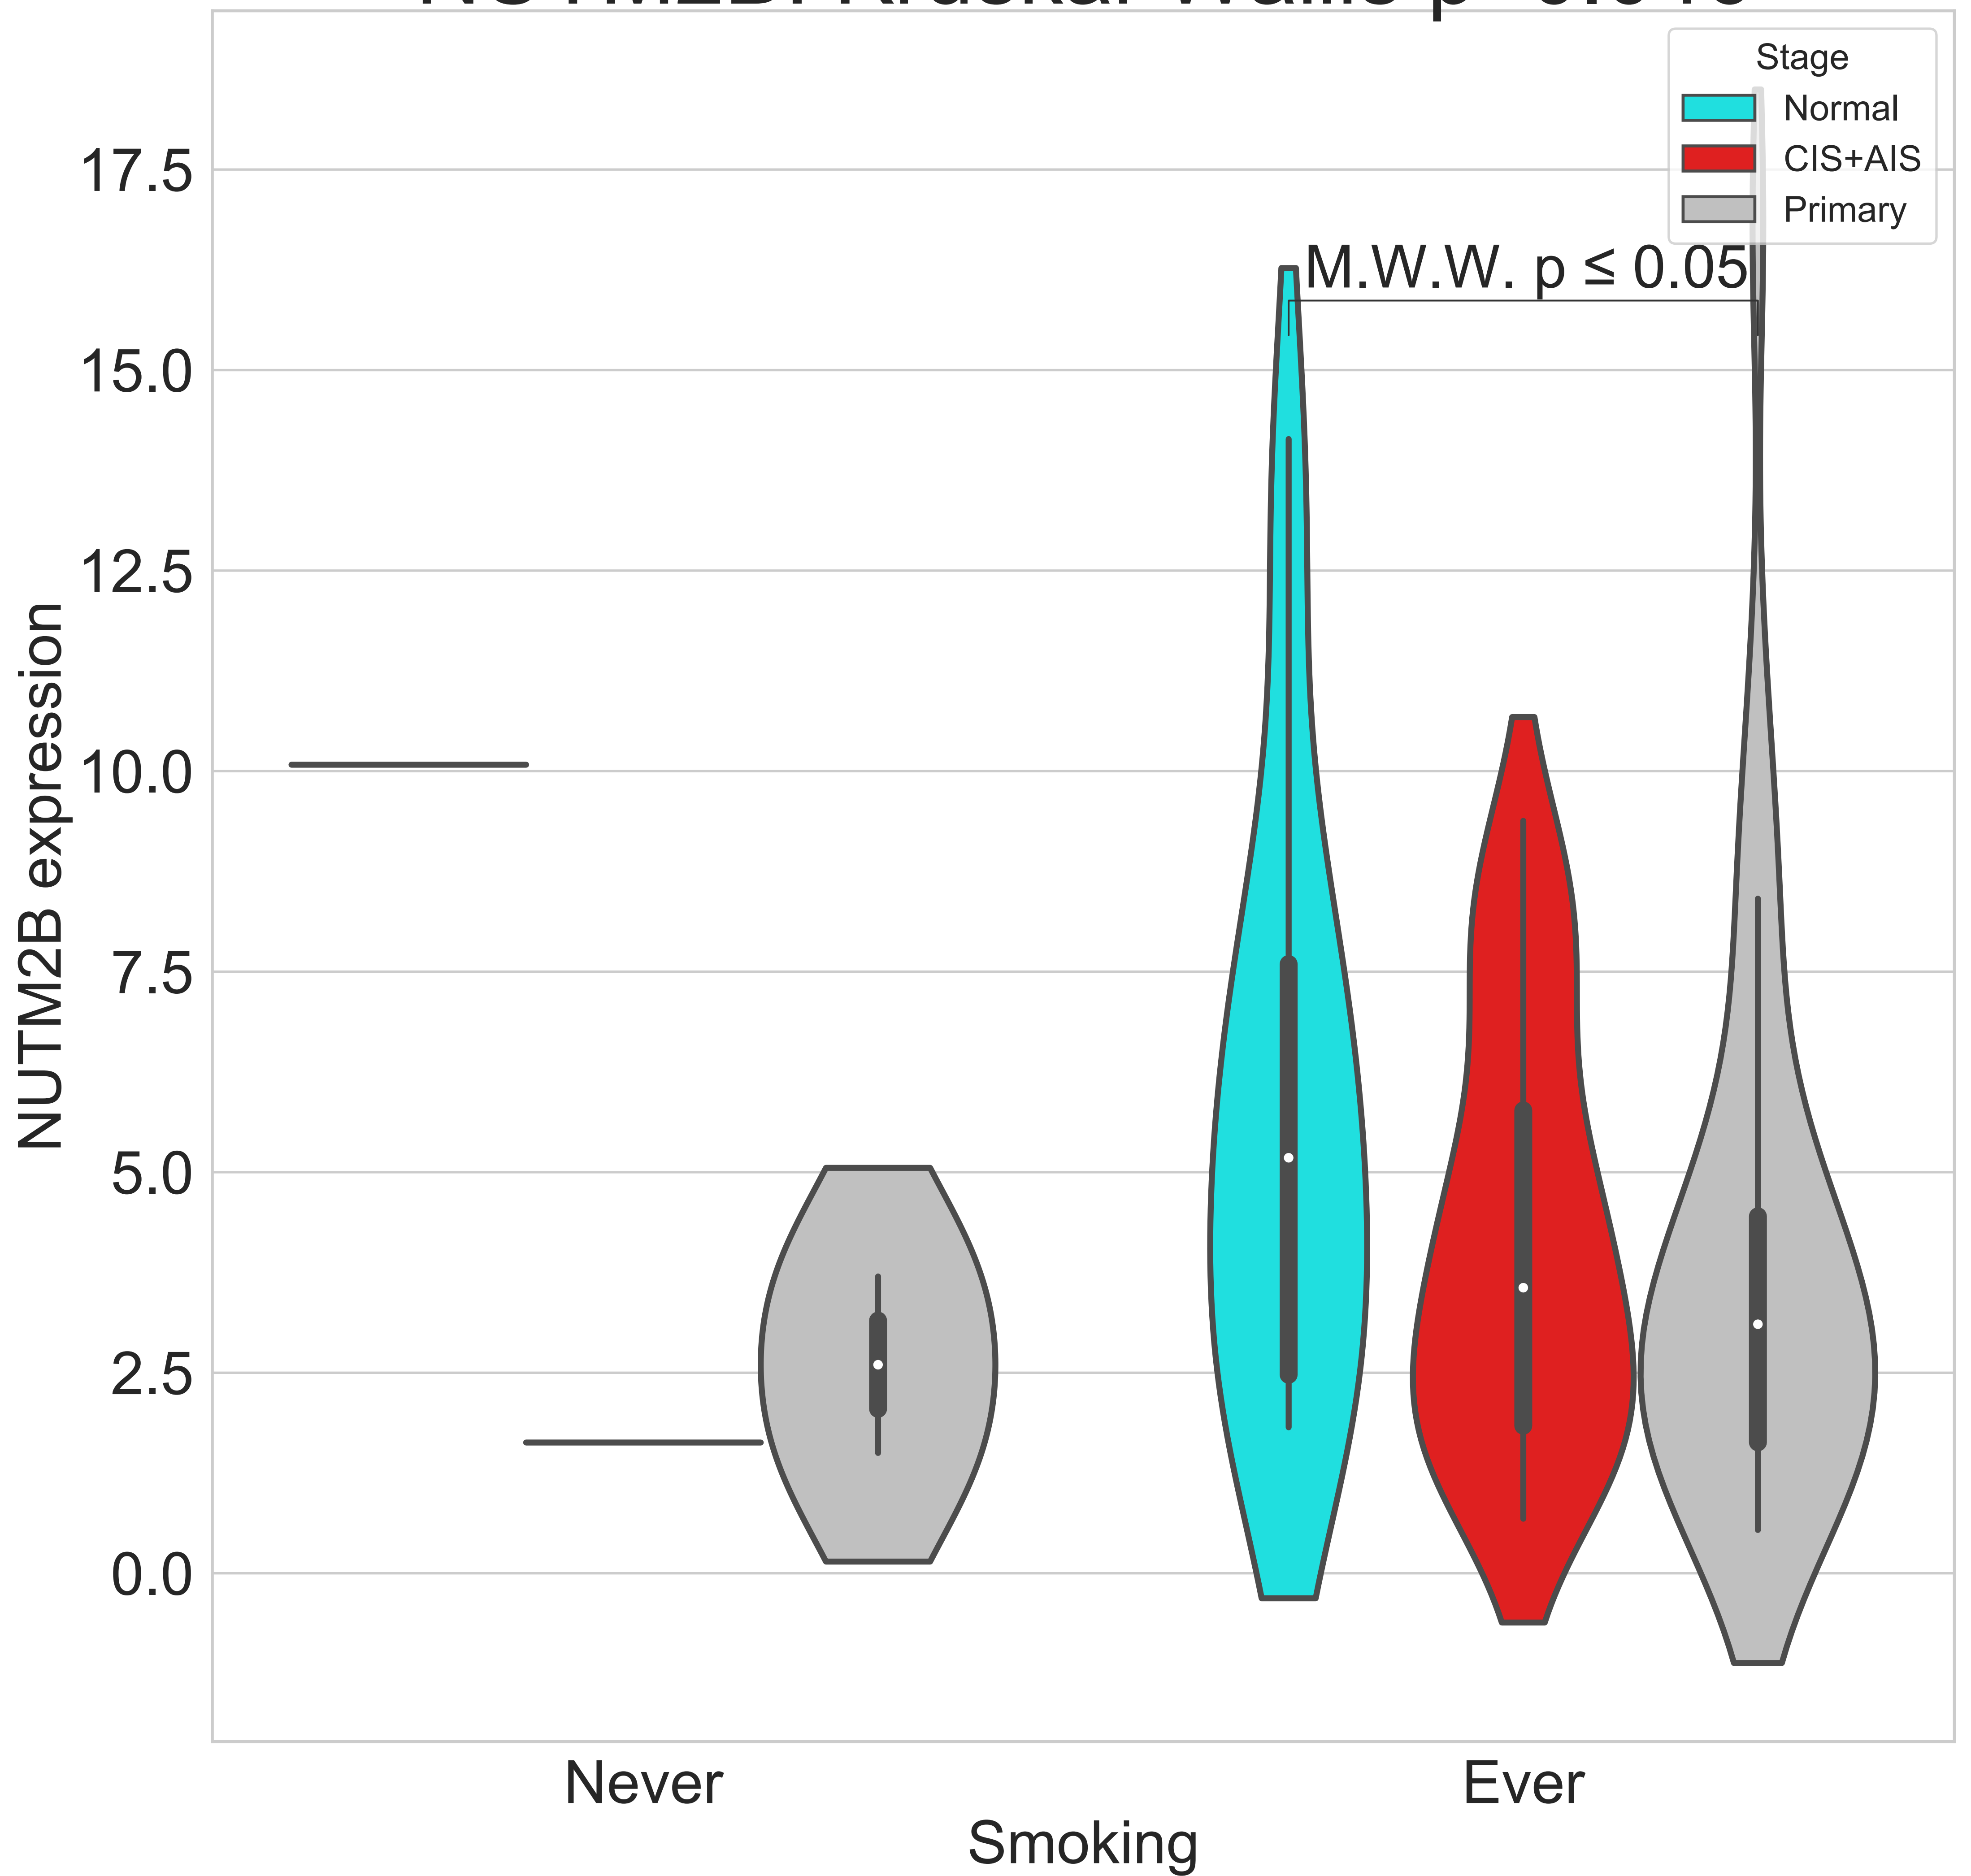 Stage
Normal
CIS+AIS
Primary
M.W.W. p ≤ 0.05
17.5
15.0
12.5
10.0
7.5
5.0
2.5
0.0
NUTM2B expression
Never
Ever
Smoking